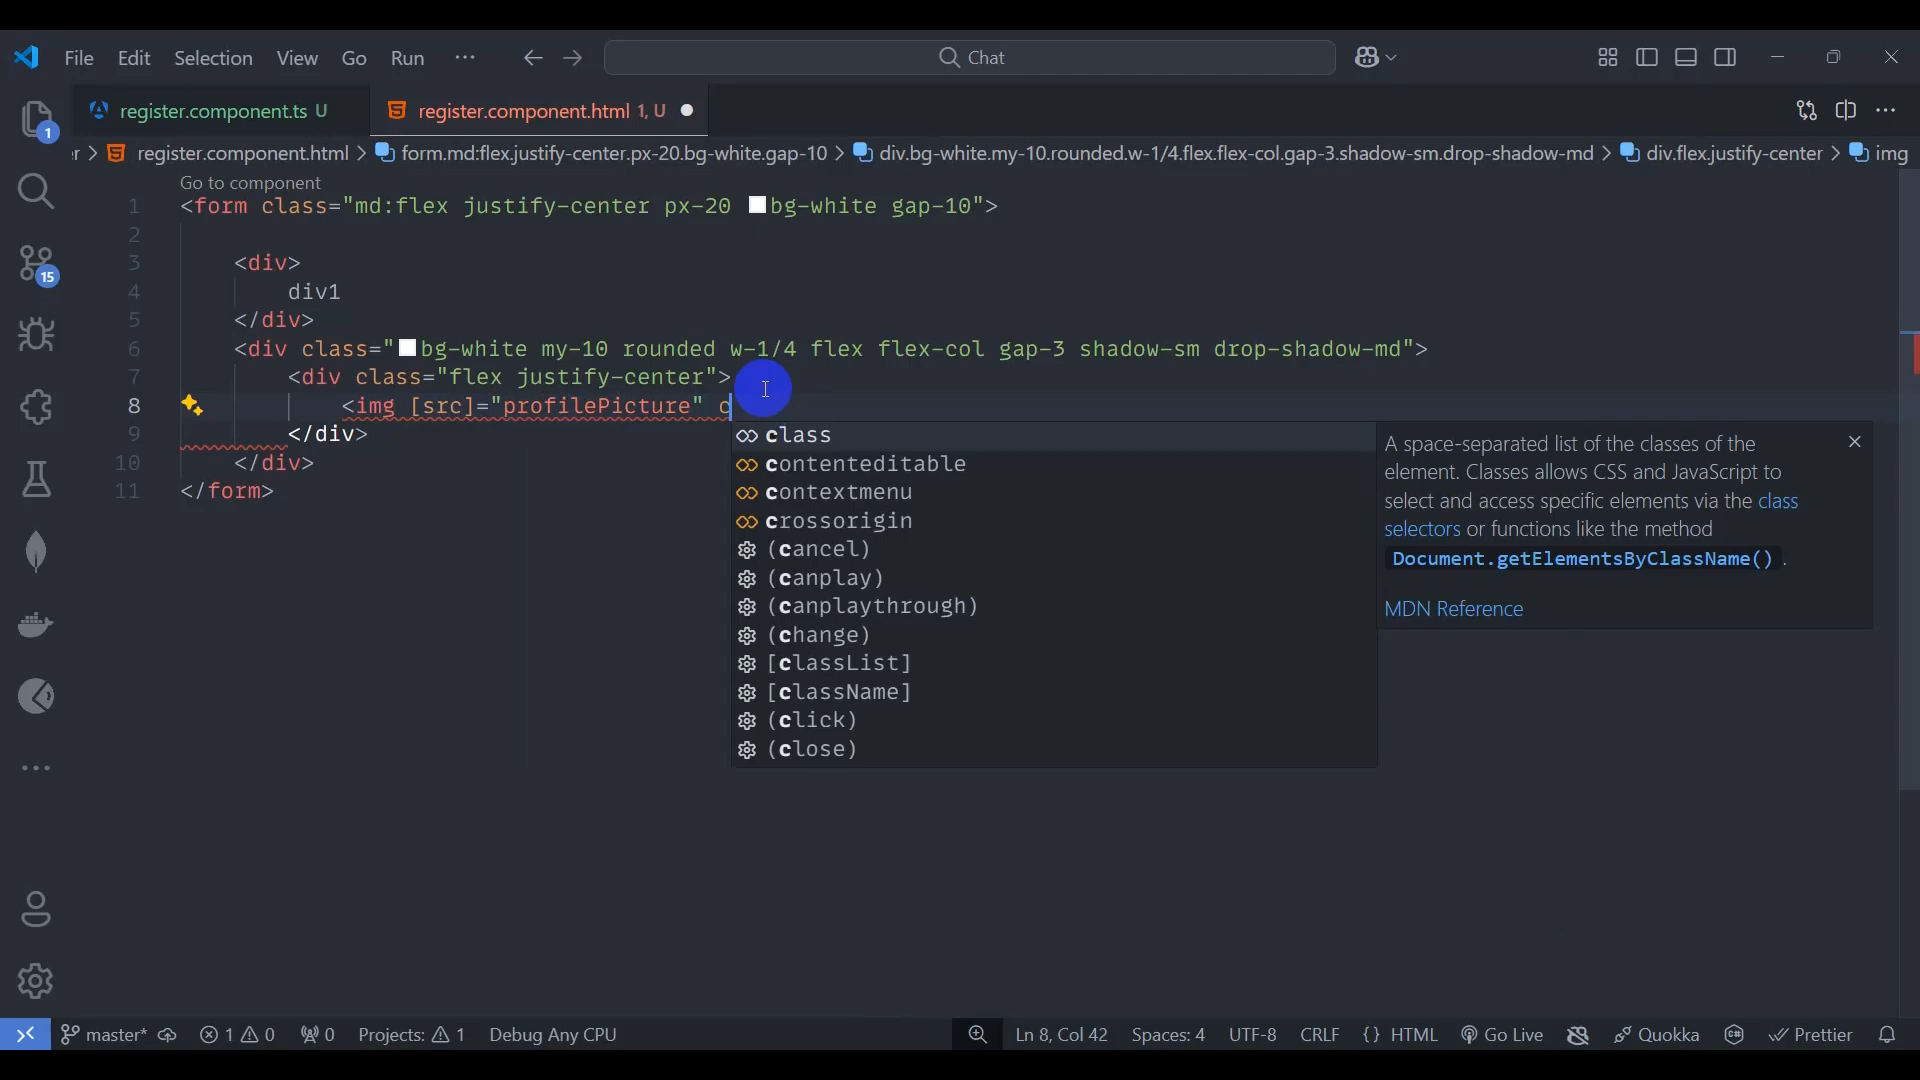 File Edit Selection View Go Run ··· Chat
register.component.ts U register.component.html 1, U
r > register.component.html > form.md:flex.justify-center.px-20.bg-white.gap-10 > div.bg-white.my-10.rounded.w-1/4.flex.flex-col.gap-3.shadow-sm.drop-shadow-md > div.flex.justify-center > img
Go to component
1 <form class="md:flex justify-center px-20 bg-white gap-10">
2
3 <div>
4 div1
5 </div>
6 <div class="bg-white my-10 rounded w-1/4 flex flex-col gap-3 shadow-sm drop-shadow-md">
7 <div class="flex justify-center">
8 <img [src]="profilePicture" c
9 </div>
10 </div>
11 </form>
class
contenteditable
contextmenu
crossorigin
(cancel)
(canplay)
(canplaythrough)
(change)
[classList]
[className]
(click)
(close)
A space-separated list of the classes of the
element. Classes allows CSS and JavaScript to
select and access specific elements via the class
selectors or functions like the method
Document.getElementsByClassName() .
MDN Reference
1
15
master* 1 0 0 Projects: 1 Debug Any CPU Ln 8, Col 42 Spaces: 4 UTF-8 CRLF {} HTML Go Live Quokka Prettier